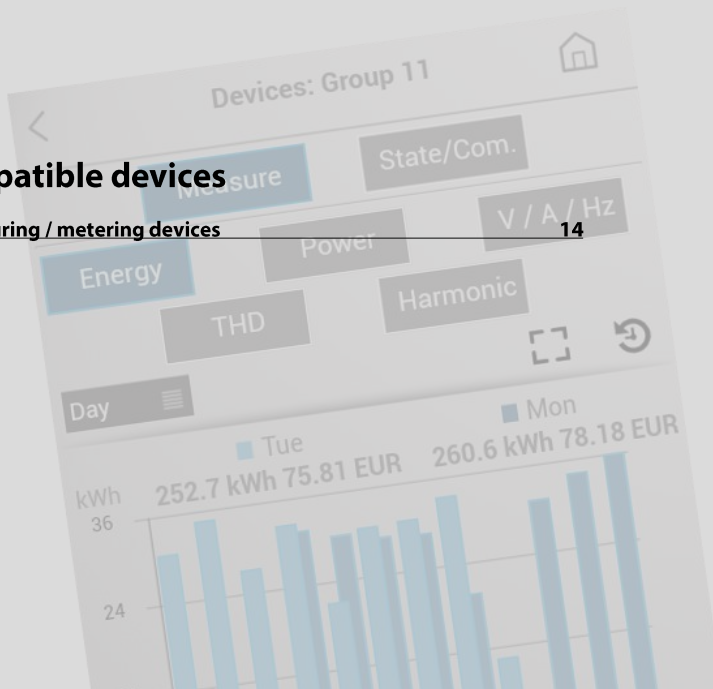 Devices: Group 11
State/Com.
patible devices
Measure
V / A / Hz
uring / metering devices 14
Power
Energy
Harmonic
THD
Day
Tue
Mon
252.7 kWh 75.81 EUR
260.6 kWh 78.18 EUR
kWh
36
24